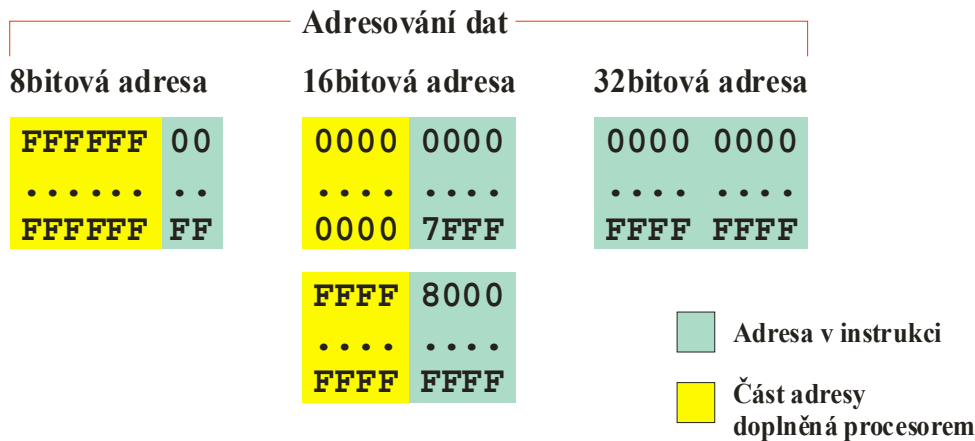 Adresování dat
8bitová adresa 16bitová adresa 32bitová adresa
FFFFFF 00 0000 0000 0000 0000
...... .. .... .... .... ....
FFFFFF FF 0000 7FFF FFFF FFFF
FFFF 8000
.... ....
FFFF FFFF
Adresa v instrukci
Část adresy
doplněná procesorem